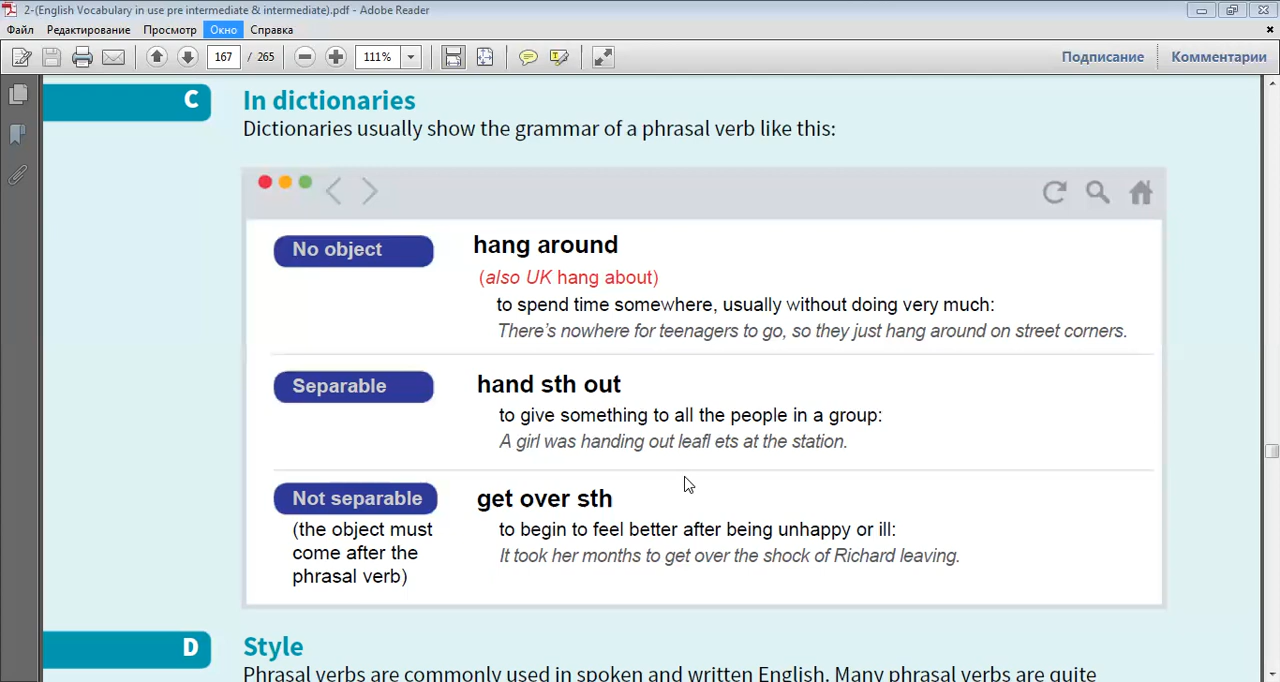 2-(English Vocabulary in use pre intermediate & intermediate).pdf - Adobe Reader
Файл Редактирование Просмотр Окно Справка
167 / 265 111% Подписание Комментарии
C In dictionaries
Dictionaries usually show the grammar of a phrasal verb like this:
No object hang around
(also UK hang about)
to spend time somewhere, usually without doing very much:
There's nowhere for teenagers to go, so they just hang around on street corners.
Separable hand sth out
to give something to all the people in a group:
A girl was handing out leafl ets at the station.
Not separable get over sth
(the object must to begin to feel better after being unhappy or ill:
come after the It took her months to get over the shock of Richard leaving.
phrasal verb)
D Style
Phrasal verbs are commonly used in spoken and written English. Many phrasal verbs are quite